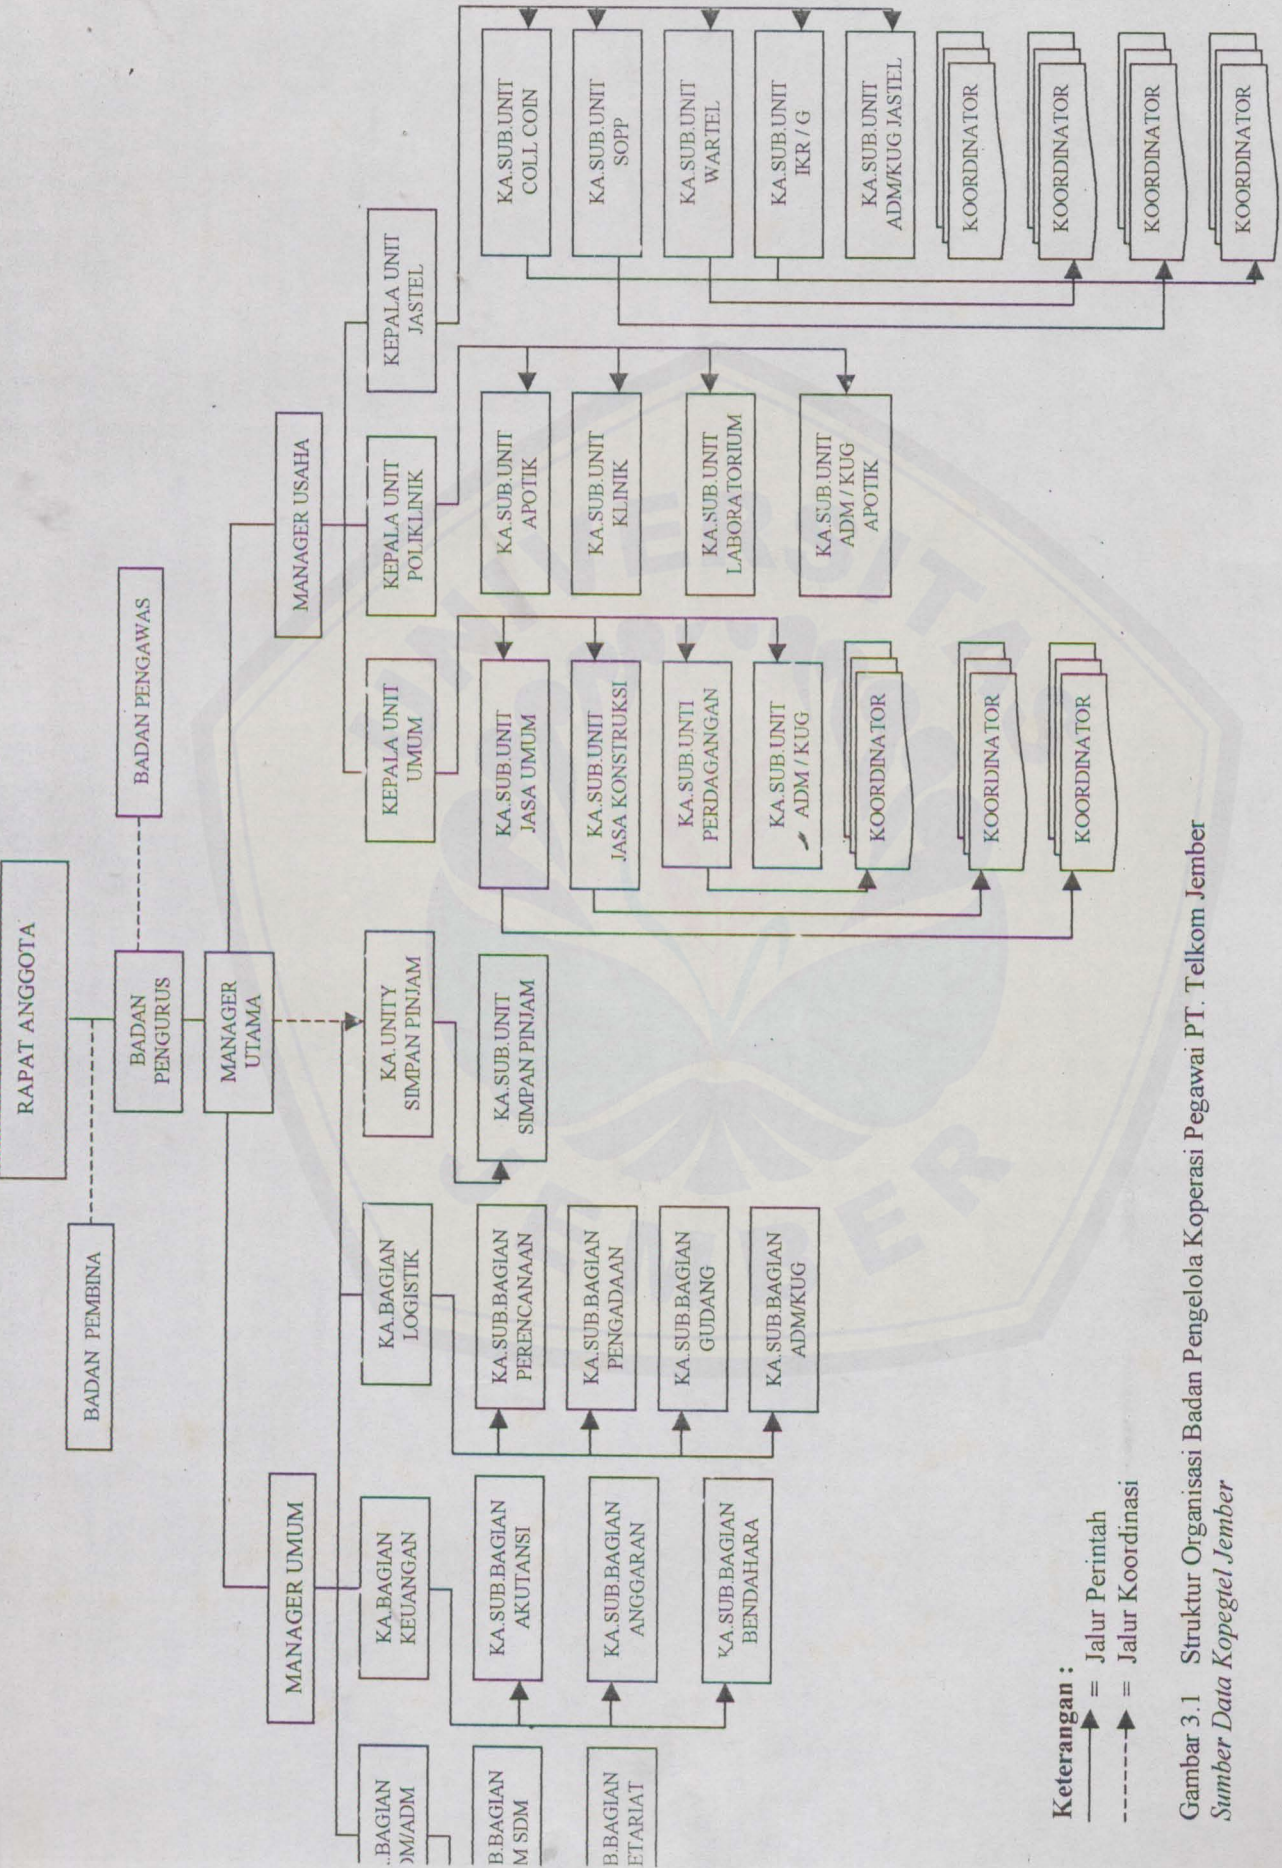 RAPAT ANGGOTA
BADAN PEMBINA
BADAN
PENGURUS
BADAN PENGAWAS
MANAGER
UTAMA
MANAGER UMUM
MANAGER USAHA
.BAGIAN
M/ADM
KA.BAGIAN
KEUANGAN
KA.BAGIAN
LOGISTIK
KA.UNITY
SIMPAN PINJAM
KEPALA UNIT
UMUM
KEPALA UNIT
POLIKLINIK
KEPALA UNIT
JASTEL
B.BAGIAN
M SDM
B.BAGIAN
ETARIAT
KA.SUB.BAGIAN
AKUTANSI
KA.SUB.BAGIAN
ANGGARAN
KA.SUB.BAGIAN
BENDAHARA
KA.SUB.BAGIAN
PERENCANAAN
KA.SUB.BAGIAN
PENGADAAN
KA.SUB.BAGIAN
GUDANG
KA.SUB.BAGIAN
ADM/KUG
KA.SUB.UNIT
SIMPAN PINJAM
KA.SUB.UNIT
JASA UMUM
KA.SUB.UNIT
JASA KONSTRUKSI
KA.SUB.UNTI
PERDAGANGAN
KA.SUB.UNIT
ADM / KUG
KOORDINATOR
KOORDINATOR
KOORDINATOR
KA.SUB.UNIT
APOTIK
KA.SUB.UNIT
KLINIK
KA.SUB.UNIT
LABORATORIUM
KA.SUB.UNIT
ADM / KUG
APOTIK
KA.SUB.UNIT
COLL COIN
KA.SUB.UNIT
SOPP
KA.SUB.UNIT
WARTEL
KA.SUB.UNIT
IKR / G
KA.SUB.UNIT
ADM/KUG JASTEL
KOORDINATOR
KOORDINATOR
KOORDINATOR
KOORDINATOR
Keterangan :
= Jalur Perintah
= Jalur Koordinasi
Gambar 3.1 Struktur Organisasi Badan Pengelola Koperasi Pegawai PT. Telkom Jember
Sumber Data Kopegtel Jember
UNIVERSITAS
JEMBER